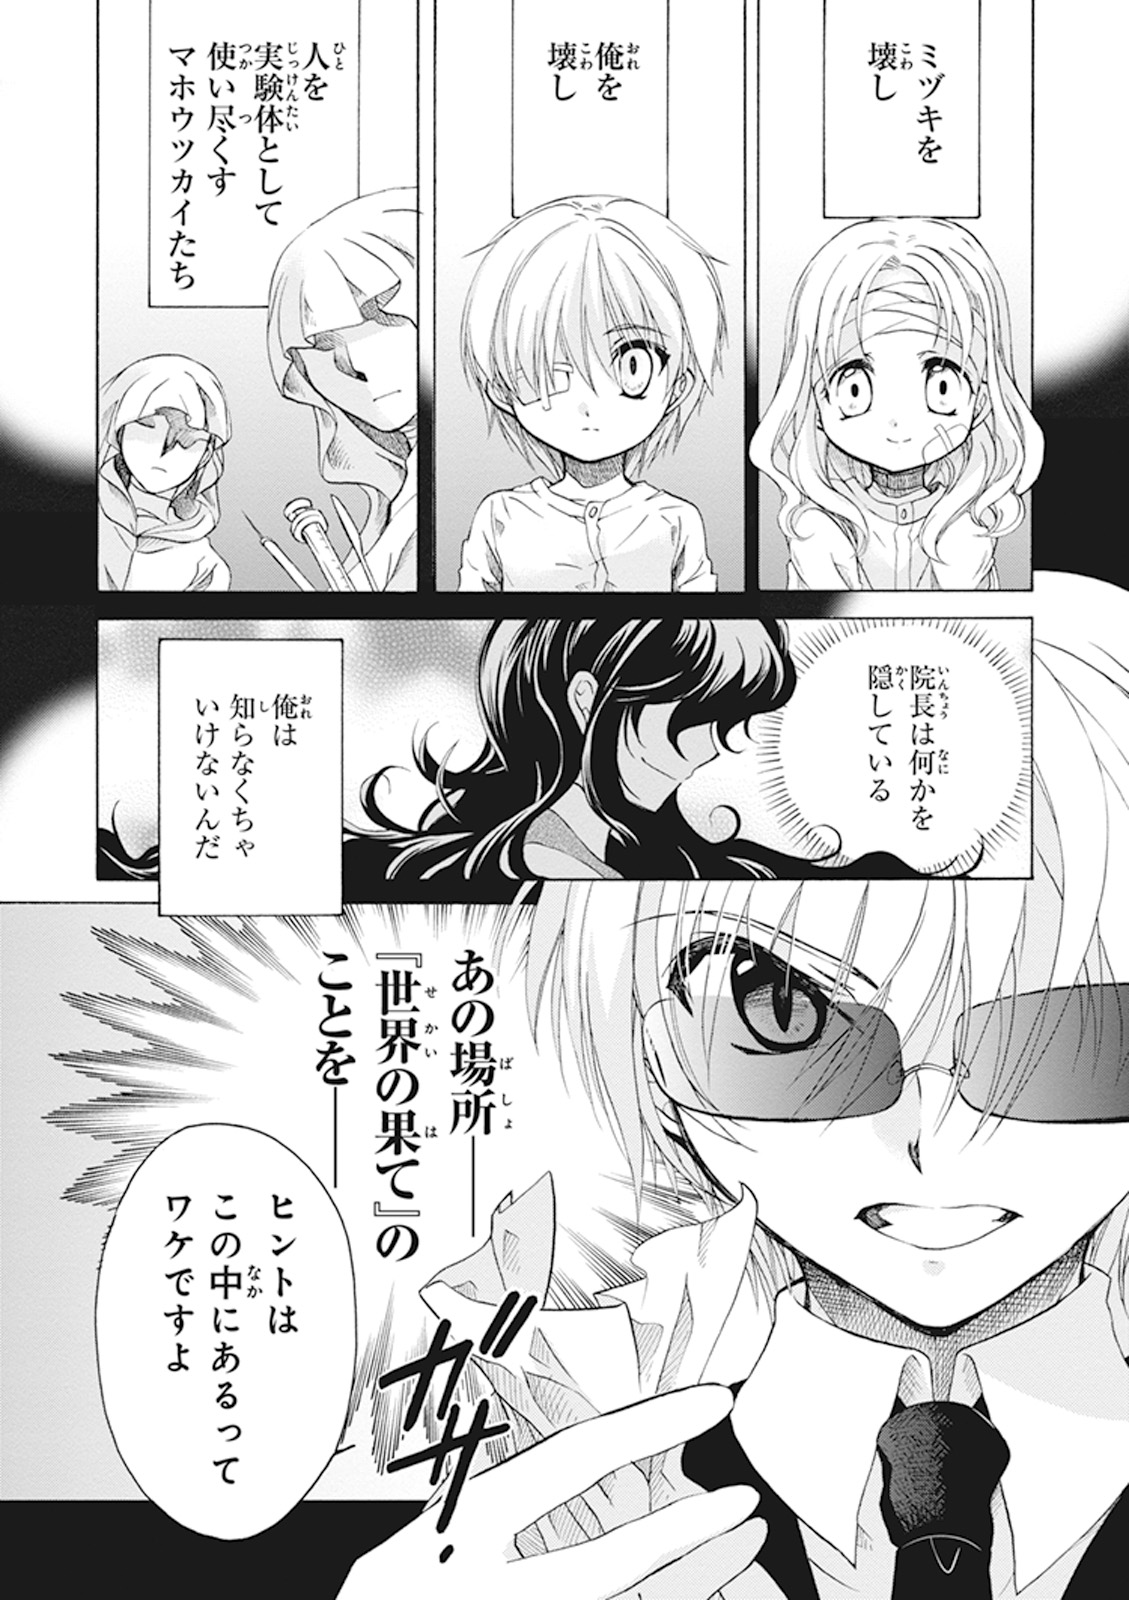 ミヅキを
壊し
俺を
壊し
人を
実験体として
使い尽くす
マホウツカイたち
院長は何かを
隠している
俺は
知らなくちゃ
いけないんだ
あの場所――
『世界の果て』の
ことを――
ガサ・
ヒントは
この中にあるって
ワケですよ